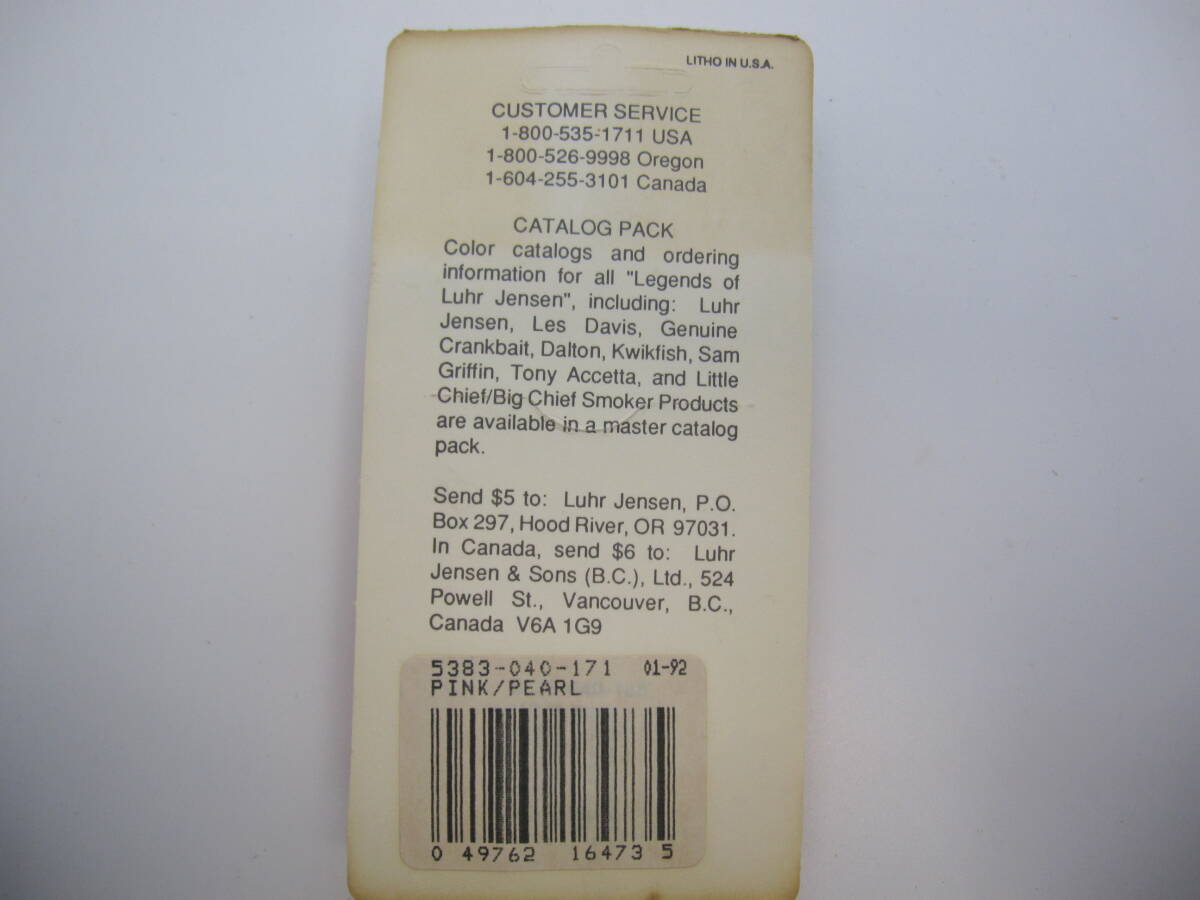 LITHO IN U.S.A.
CUSTOMER SERVICE
1-800-535-1711 USA
1-800-526-9998 Oregon
1-604-255-3101 Canada
CATALOG PACK
Color catalogs and ordering
information for all "Legends of
Luhr Jensen", including: Luhr
Jensen, Les Davis, Genuine
Crankbait, Dalton, Kwikfish, Sam
Griffin, Tony Accetta, and Little
Chief/Big Chief Smoker Products
are available in a master catalog
pack.
Send $5 to: Luhr Jensen, P.O.
Box 297, Hood River, OR 97031.
In Canada, send $6 to: Luhr
Jensen & Sons (B.C.), Ltd., 524
Powell St., Vancouver, B.C.,
Canada V6A 1G9
5383-040-171 01-92
PINK/PEARL
0 49762 16473 5